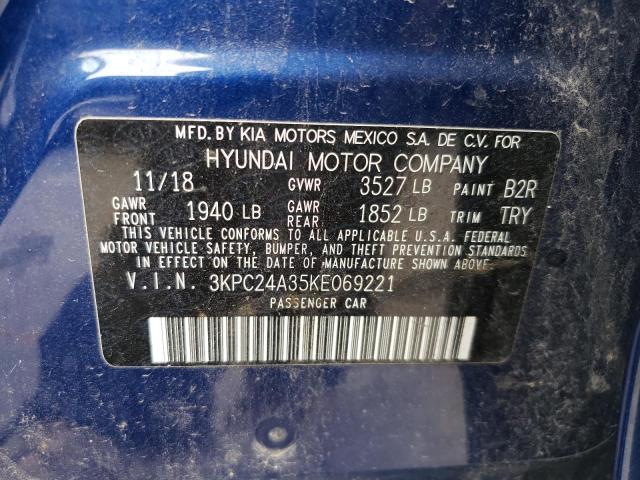 MFD. BY KIA MOTORS MEXICO S.A. DE C.V. FOR
HYUNDAI MOTOR COMPANY
11/18 GVWR 3527 LB PAINT B2R
GAWR FRONT 1940 LB GAWR REAR 1852 LB TRIM TRY
THIS VEHICLE CONFORMS TO ALL APPLICABLE U.S.A. FEDERAL
MOTOR VEHICLE SAFETY, BUMPER, AND THEFT PREVENTION STANDARDS
IN EFFECT ON THE DATE OF MANUFACTURE SHOWN ABOVE.
V.I.N. 3KPC24A35KE069221
PASSENGER CAR